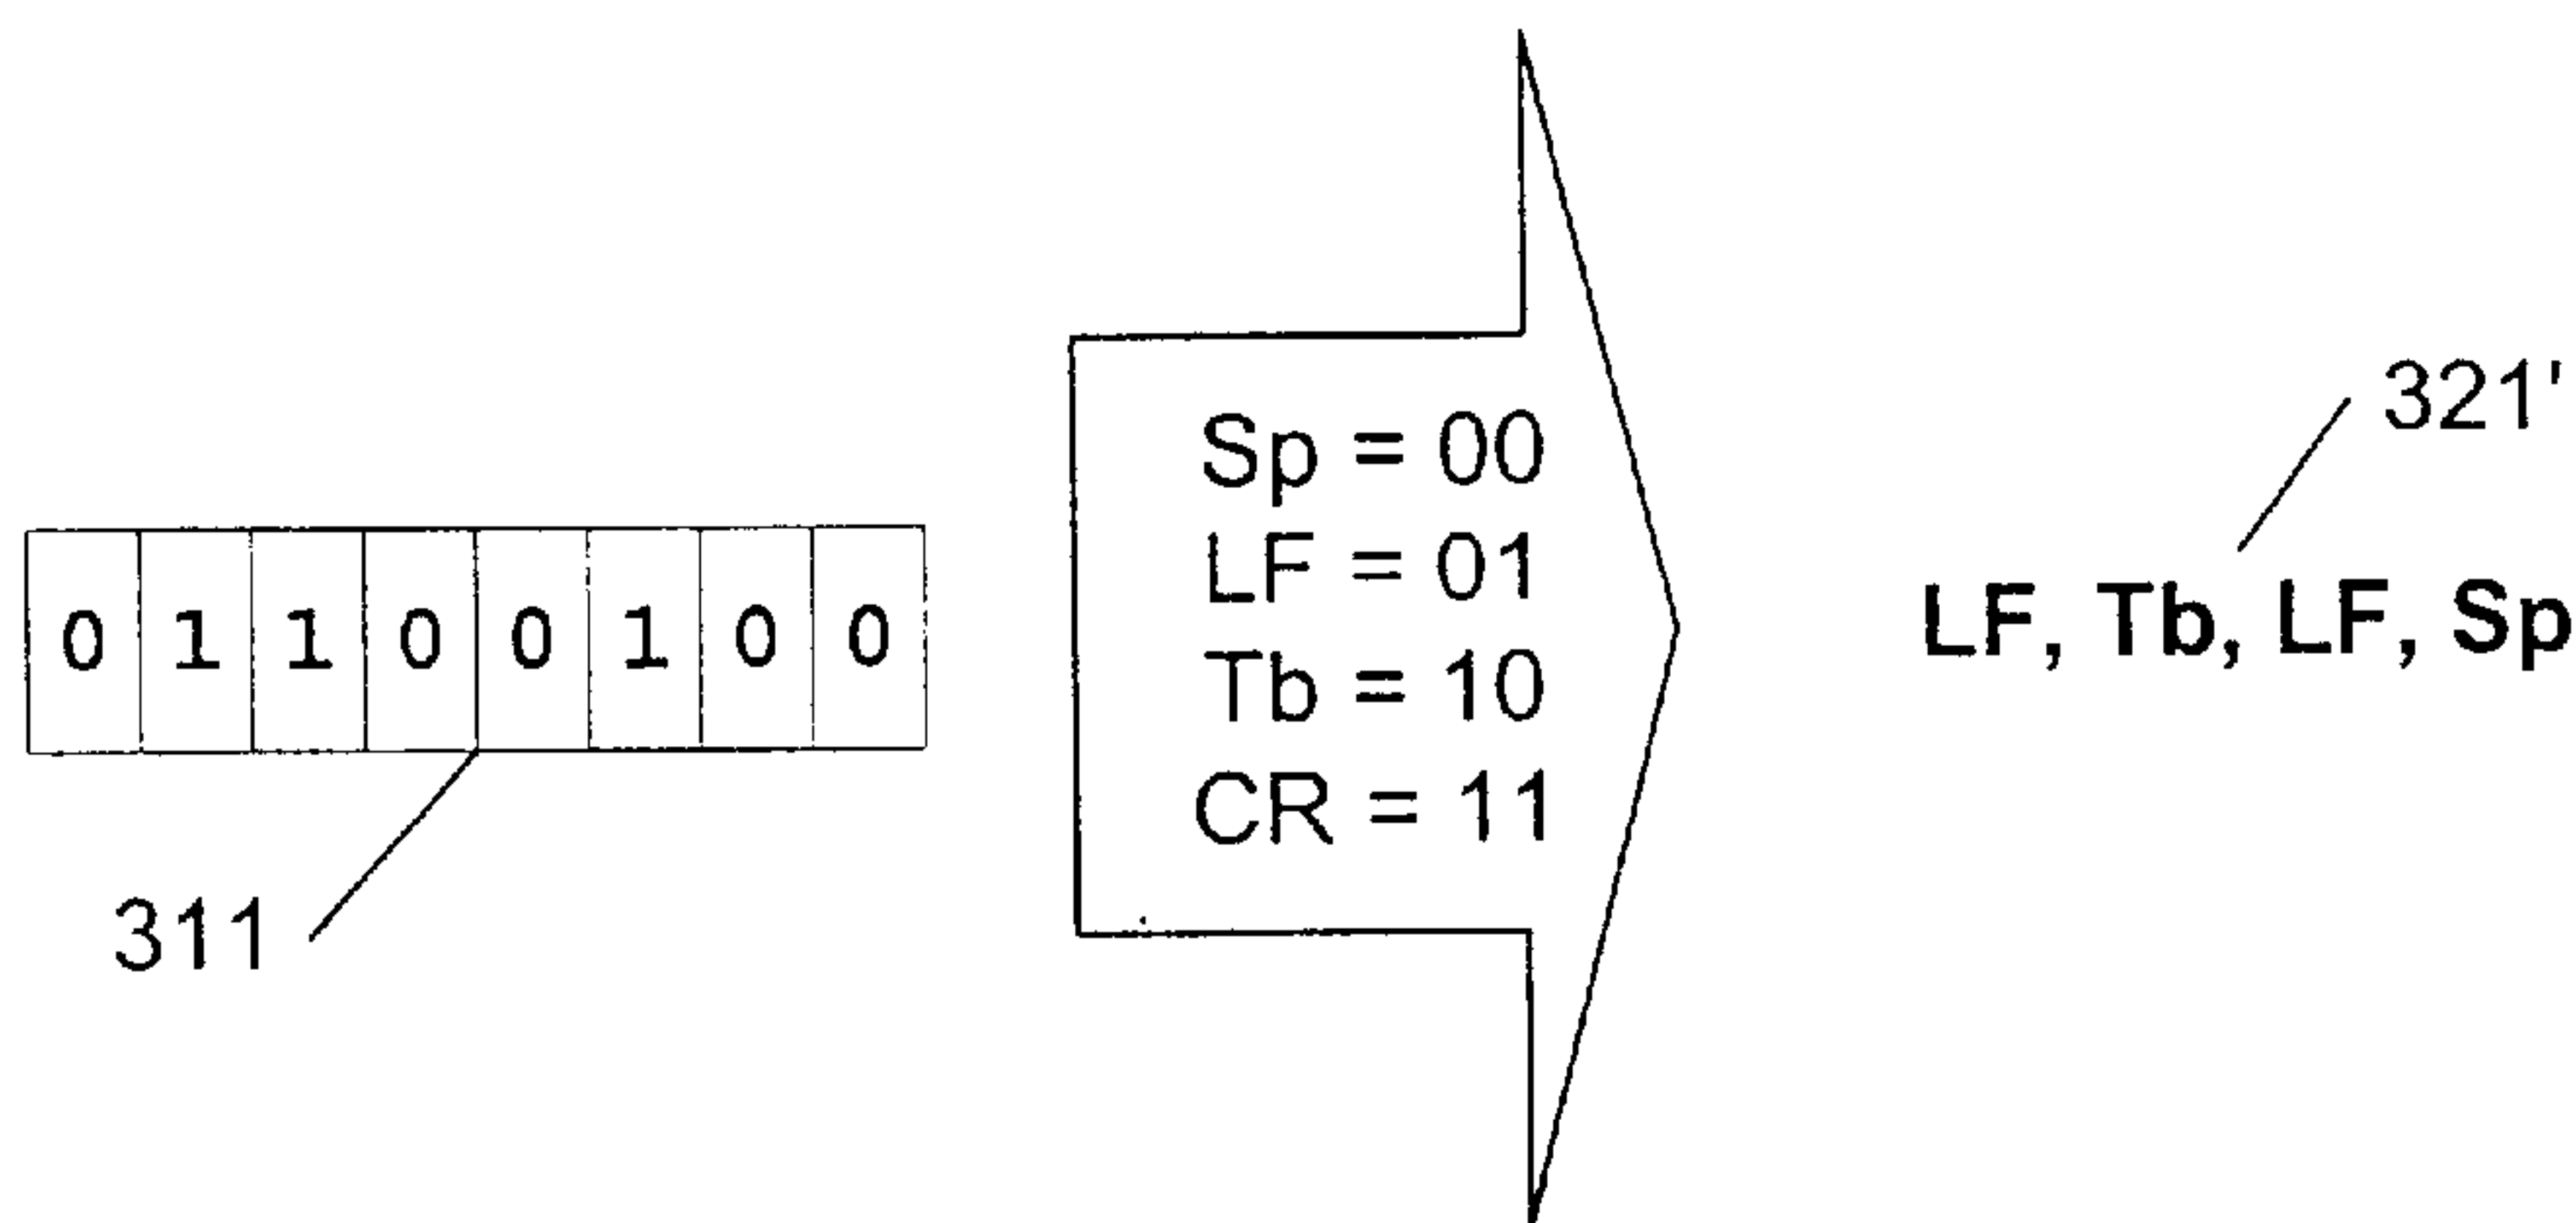 0 1 1 0 0 1 0 0
311
Sp = 00
LF = 01
Tb = 10
CR = 11
321'
LF, Tb, LF, Sp